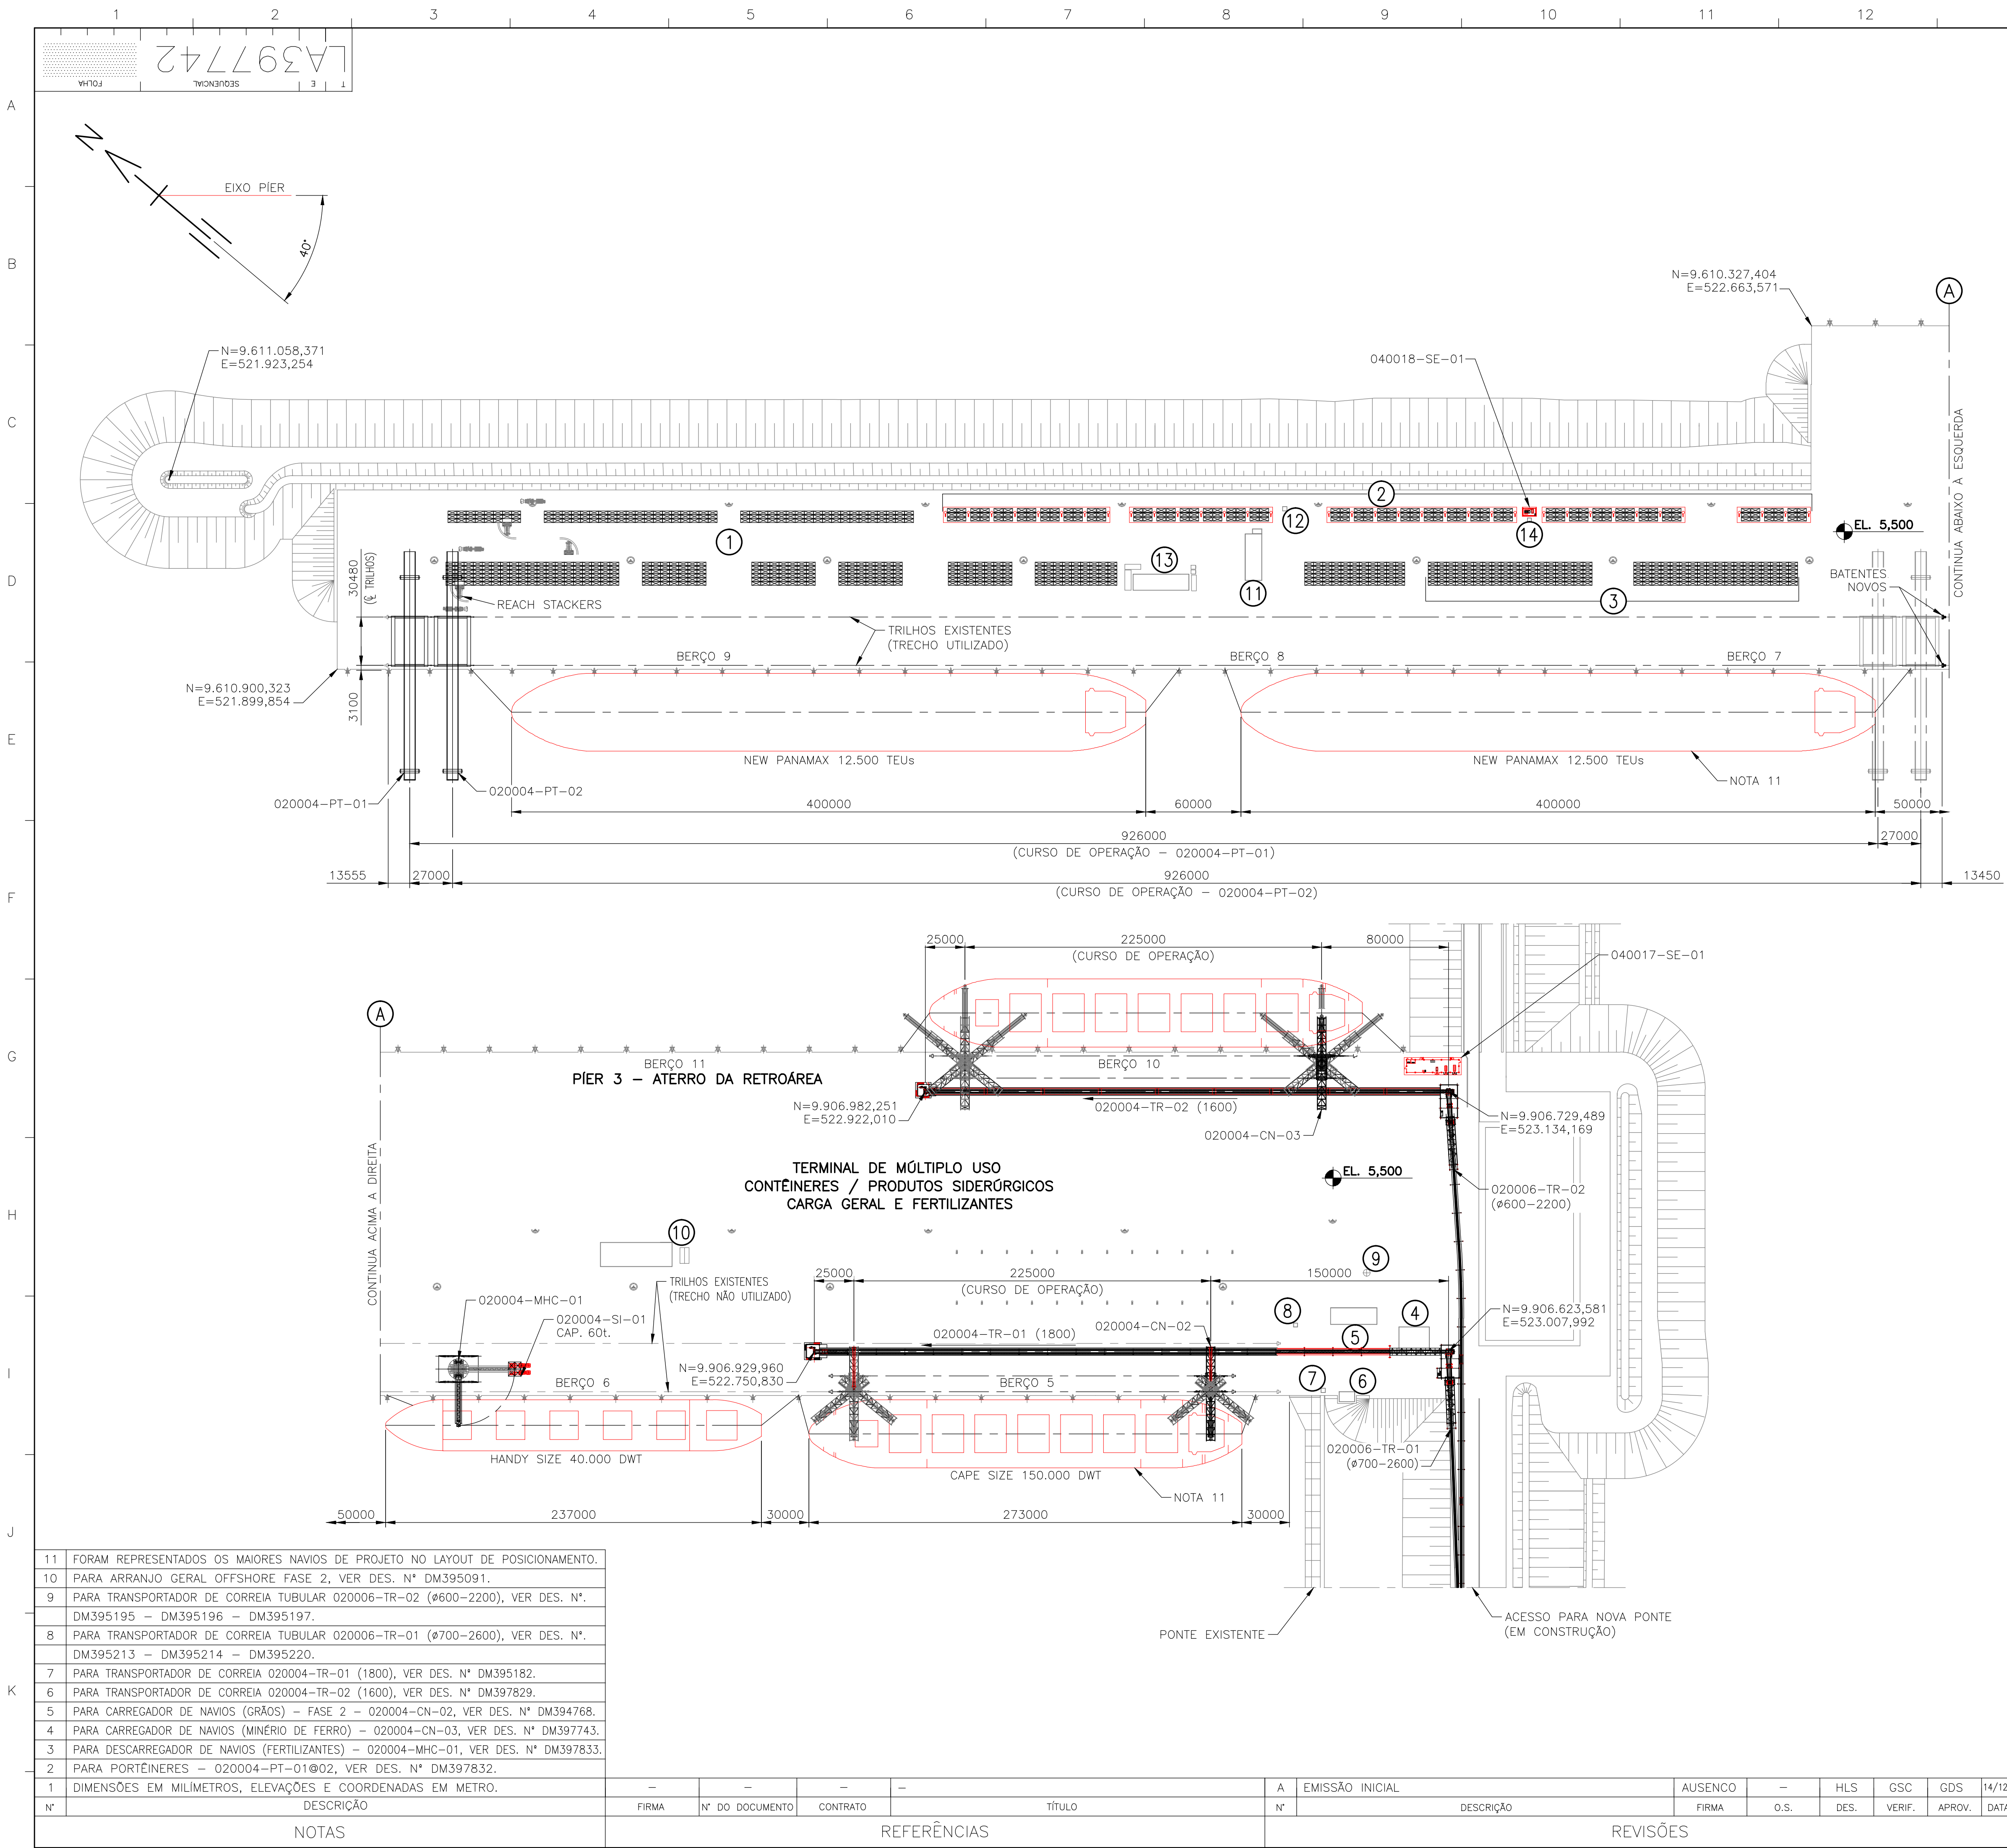 1 2 3 4 5 6 7 8 9 10 11 12
A
B
C
D
E
F
G
H
I
J
K
LA397742
FOLHA
SEQUENCIAL
E
T
N
EIXO PÍER
40°
N=9.611.058,371
E=521.923,254
N=9.610.327,404
E=522.663,571
A
CONTINUA ABAIXO À ESQUERDA
040018-SE-01
2
12
14
1
13
11
3
EL. 5,500
BATENTES
NOVOS
30480
(℄ TRILHOS)
REACH STACKERS
TRILHOS EXISTENTES
(TRECHO UTILIZADO)
BERÇO 9
BERÇO 8
BERÇO 7
N=9.610.900,323
E=521.899,854
3100
NEW PANAMAX 12.500 TEUs
NEW PANAMAX 12.500 TEUs
NOTA 11
020004-PT-01
020004-PT-02
400000
60000
400000
50000
926000
(CURSO DE OPERAÇÃO - 020004-PT-01)
27000
13555
27000
926000
(CURSO DE OPERAÇÃO - 020004-PT-02)
13450
25000
225000
(CURSO DE OPERAÇÃO)
80000
040017-SE-01
A
CONTINUA ACIMA A DIREITA
BERÇO 11
BERÇO 10
PÍER 3 - ATERRO DA RETROÁREA
N=9.906.982,251
E=522.922,010
020004-TR-02 (1600)
020004-CN-03
N=9.906.729,489
E=523.134,169
TERMINAL DE MÚLTIPLO USO
CONTÊINERES / PRODUTOS SIDERÚRGICOS
CARGA GERAL E FERTILIZANTES
EL. 5,500
020006-TR-02
(ø600-2200)
10
9
25000
225000
(CURSO DE OPERAÇÃO)
150000
TRILHOS EXISTENTES
(TRECHO NÃO UTILIZADO)
020004-MHC-01
020004-SI-01
CAP. 60t.
020004-TR-01 (1800)
020004-CN-02
8
5
4
N=9.906.623,581
E=523.007,992
N=9.906.929,960
E=522.750,830
BERÇO 6
BERÇO 5
7
6
HANDY SIZE 40.000 DWT
CAPE SIZE 150.000 DWT
NOTA 11
020006-TR-01
(ø700-2600)
50000
237000
30000
273000
30000
PONTE EXISTENTE
ACESSO PARA NOVA PONTE
(EM CONSTRUÇÃO)
11 FORAM REPRESENTADOS OS MAIORES NAVIOS DE PROJETO NO LAYOUT DE POSICIONAMENTO.
10 PARA ARRANJO GERAL OFFSHORE FASE 2, VER DES. N° DM395091.
9 PARA TRANSPORTADOR DE CORREIA TUBULAR 020006-TR-02 (ø600-2200), VER DES. N°.
DM395195 - DM395196 - DM395197.
8 PARA TRANSPORTADOR DE CORREIA TUBULAR 020006-TR-01 (ø700-2600), VER DES. N°.
DM395213 - DM395214 - DM395220.
7 PARA TRANSPORTADOR DE CORREIA 020004-TR-01 (1800), VER DES. N° DM395182.
6 PARA TRANSPORTADOR DE CORREIA 020004-TR-02 (1600), VER DES. N° DM397829.
5 PARA CARREGADOR DE NAVIOS (GRÃOS) - FASE 2 - 020004-CN-02, VER DES. N° DM394768.
4 PARA CARREGADOR DE NAVIOS (MINÉRIO DE FERRO) - 020004-CN-03, VER DES. N° DM397743.
3 PARA DESCARREGADOR DE NAVIOS (FERTILIZANTES) - 020004-MHC-01, VER DES. N° DM397833.
2 PARA PORTÊINERES - 020004-PT-01@02, VER DES. N° DM397832.
1 DIMENSÕES EM MILÍMETROS, ELEVAÇÕES E COORDENADAS EM METRO.
N° DESCRIÇÃO
NOTAS
- - - -
FIRMA N° DO DOCUMENTO CONTRATO TÍTULO
REFERÊNCIAS
A EMISSÃO INICIAL AUSENCO - HLS GSC GDS 14/12
N° DESCRIÇÃO FIRMA O.S. DES. VERIF. APROV. DATA
REVISÕES